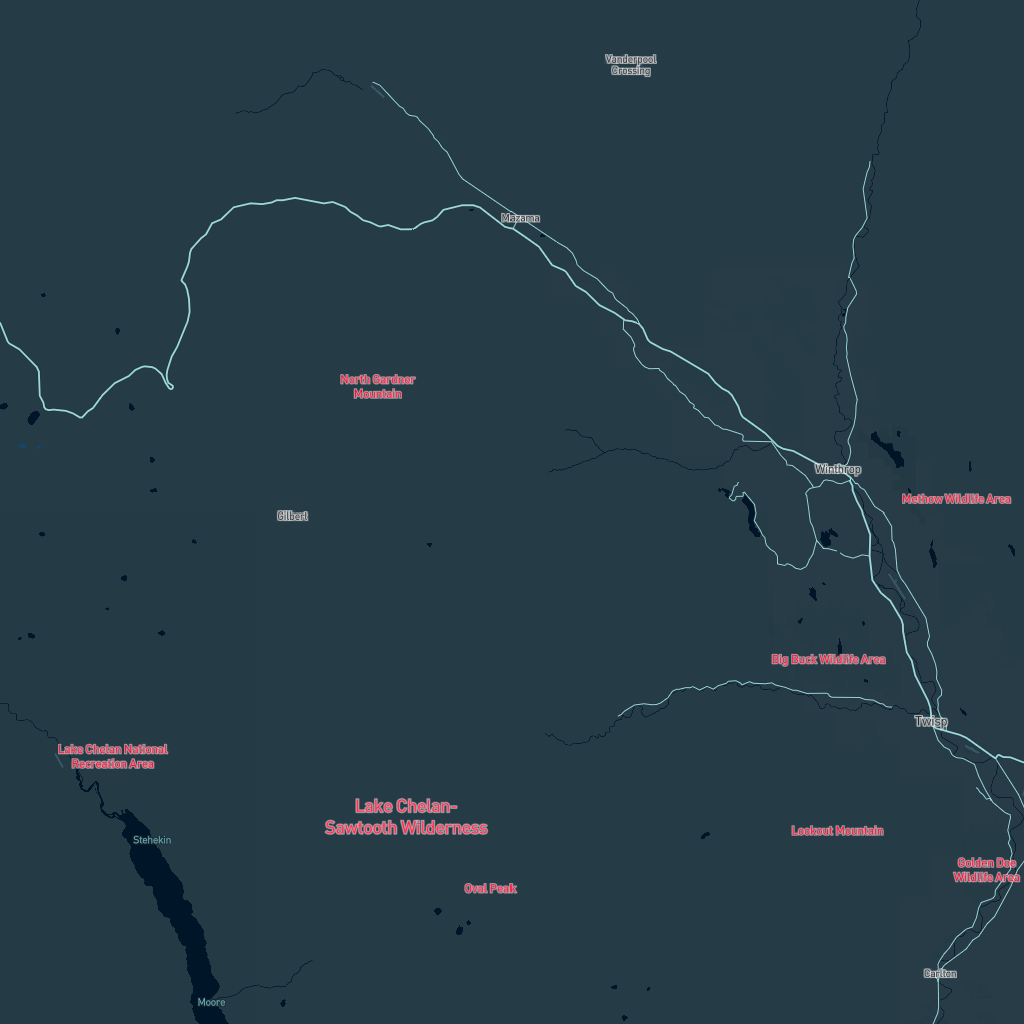 Vanderpool
Crossing
Mazama
North Gardner
Mountain
Winthrop
Methow Wildlife Area
Gilbert
Big Buck Wildlife Area
Twisp
Lake Chelan National
Recreation Area
Lake Chelan-
Sawtooth Wilderness
Stehekin
Lookout Mountain
Golden Doe
Wildlife Area
Oval Peak
Carlton
Moore